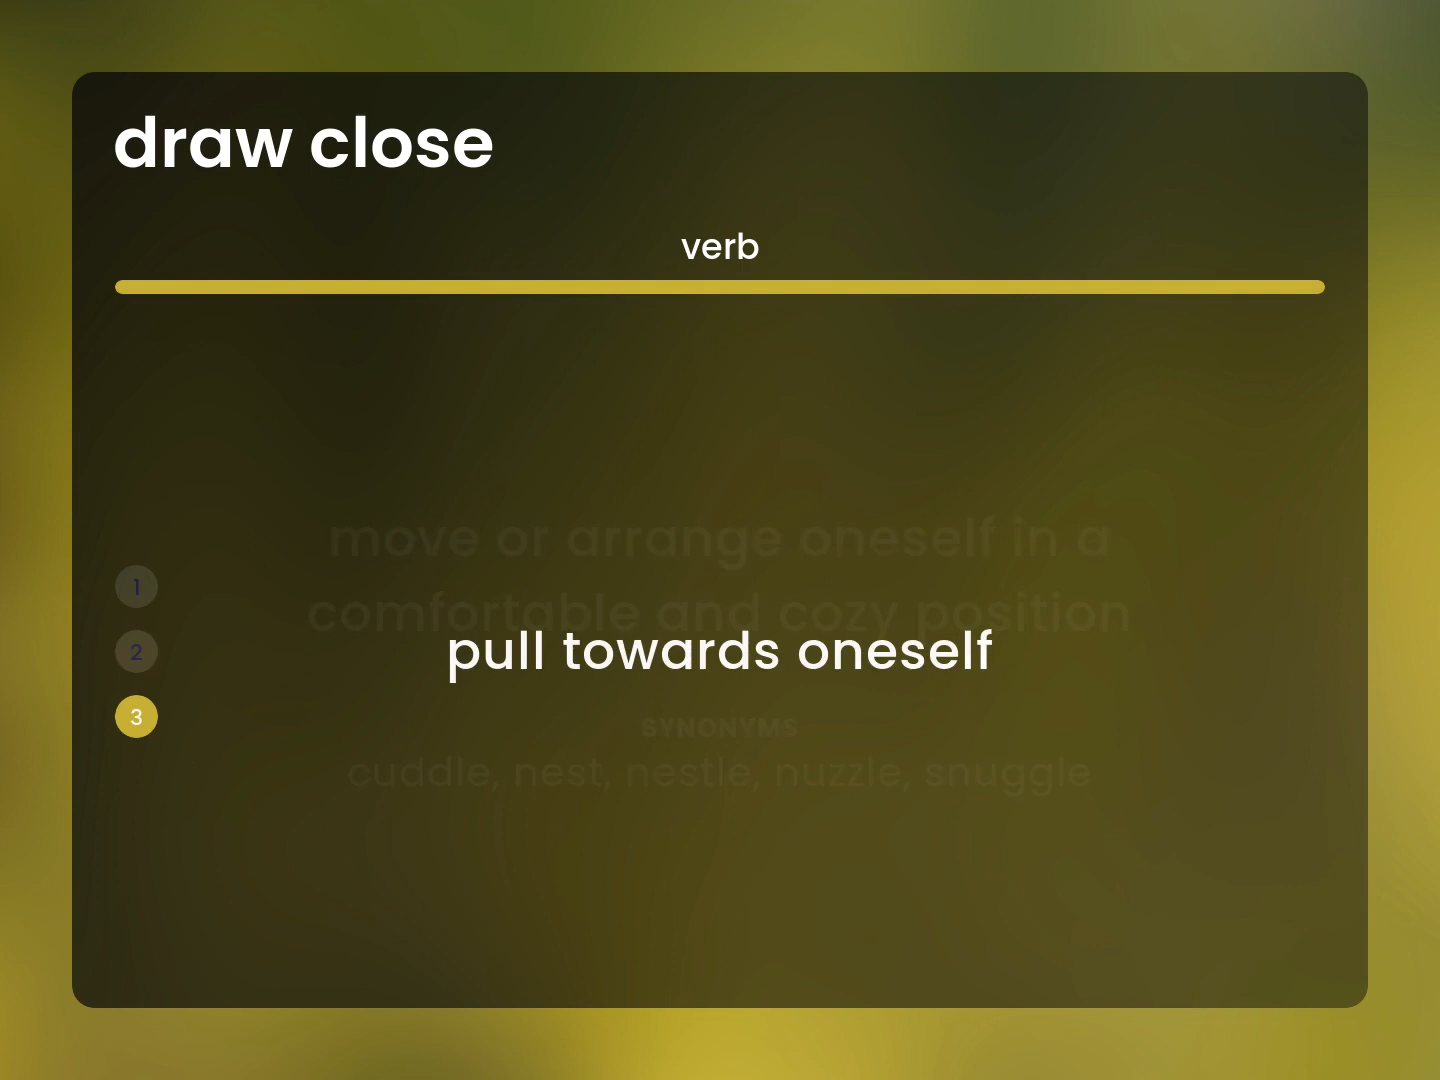 draw close
verb
move or arrange oneself in a
comfortable and cozy position
1
2
pull towards oneself
3
SYNONYMS
cuddle, nest, nestle, nuzzle, snuggle